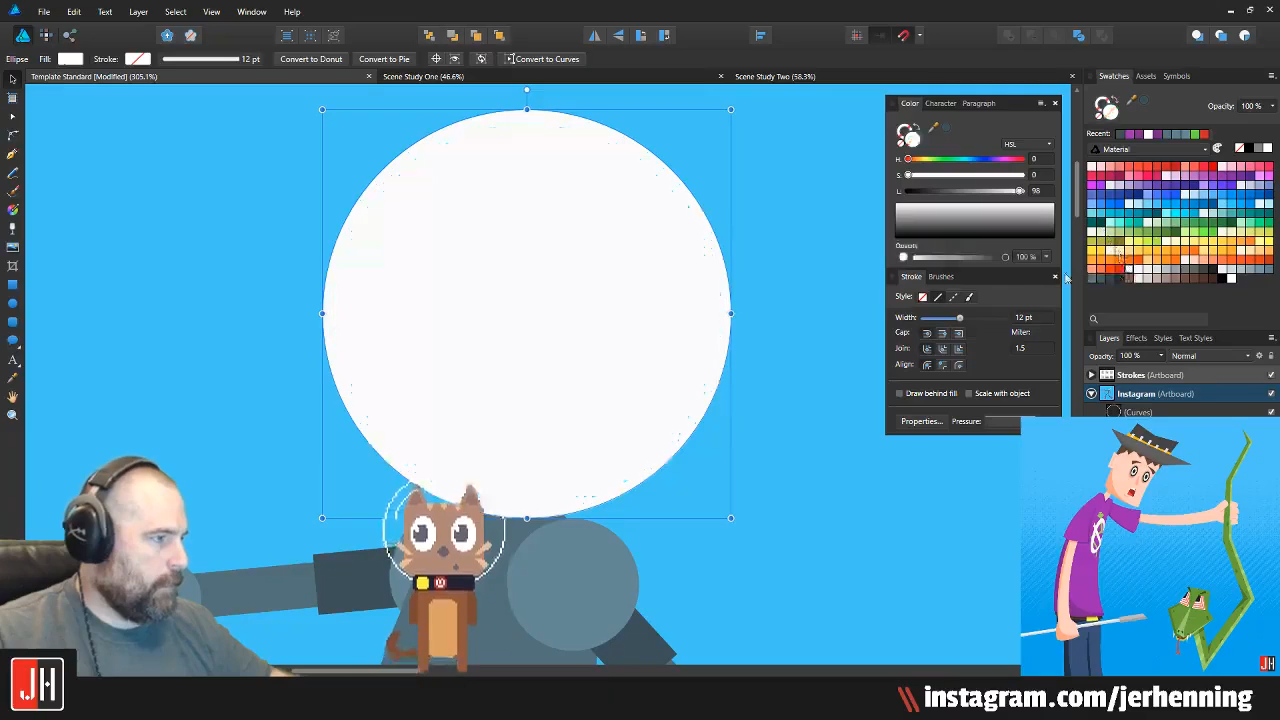 File Edit Text Layer Select View Window Help
Ellipse Fill: Stroke: 12 pt Convert to Donut Convert to Pie Convert to Curves
Template Standard [Modified] (305.1%) × Scene Study One (46.6%) × Scene Study Two (58.3%) ×
Swatches Assets Symbols
Color Character Paragraph
Opacity: 100 %
Recent:
HSL
Material
H: 0
S: 0
L: 98
Opacity
100 %
Stroke Brushes
Style:
Width: 12 pt
Cap: Miter:
Join: 1.5
Align:
Layers Effects Styles Text Styles
Opacity: 100 % Normal
Strokes (Artboard)
Instagram (Artboard)
(Curves)
Draw behind fill Scale with object
Properties... Pressure:
JH
JH
instagram.com/jerhenning